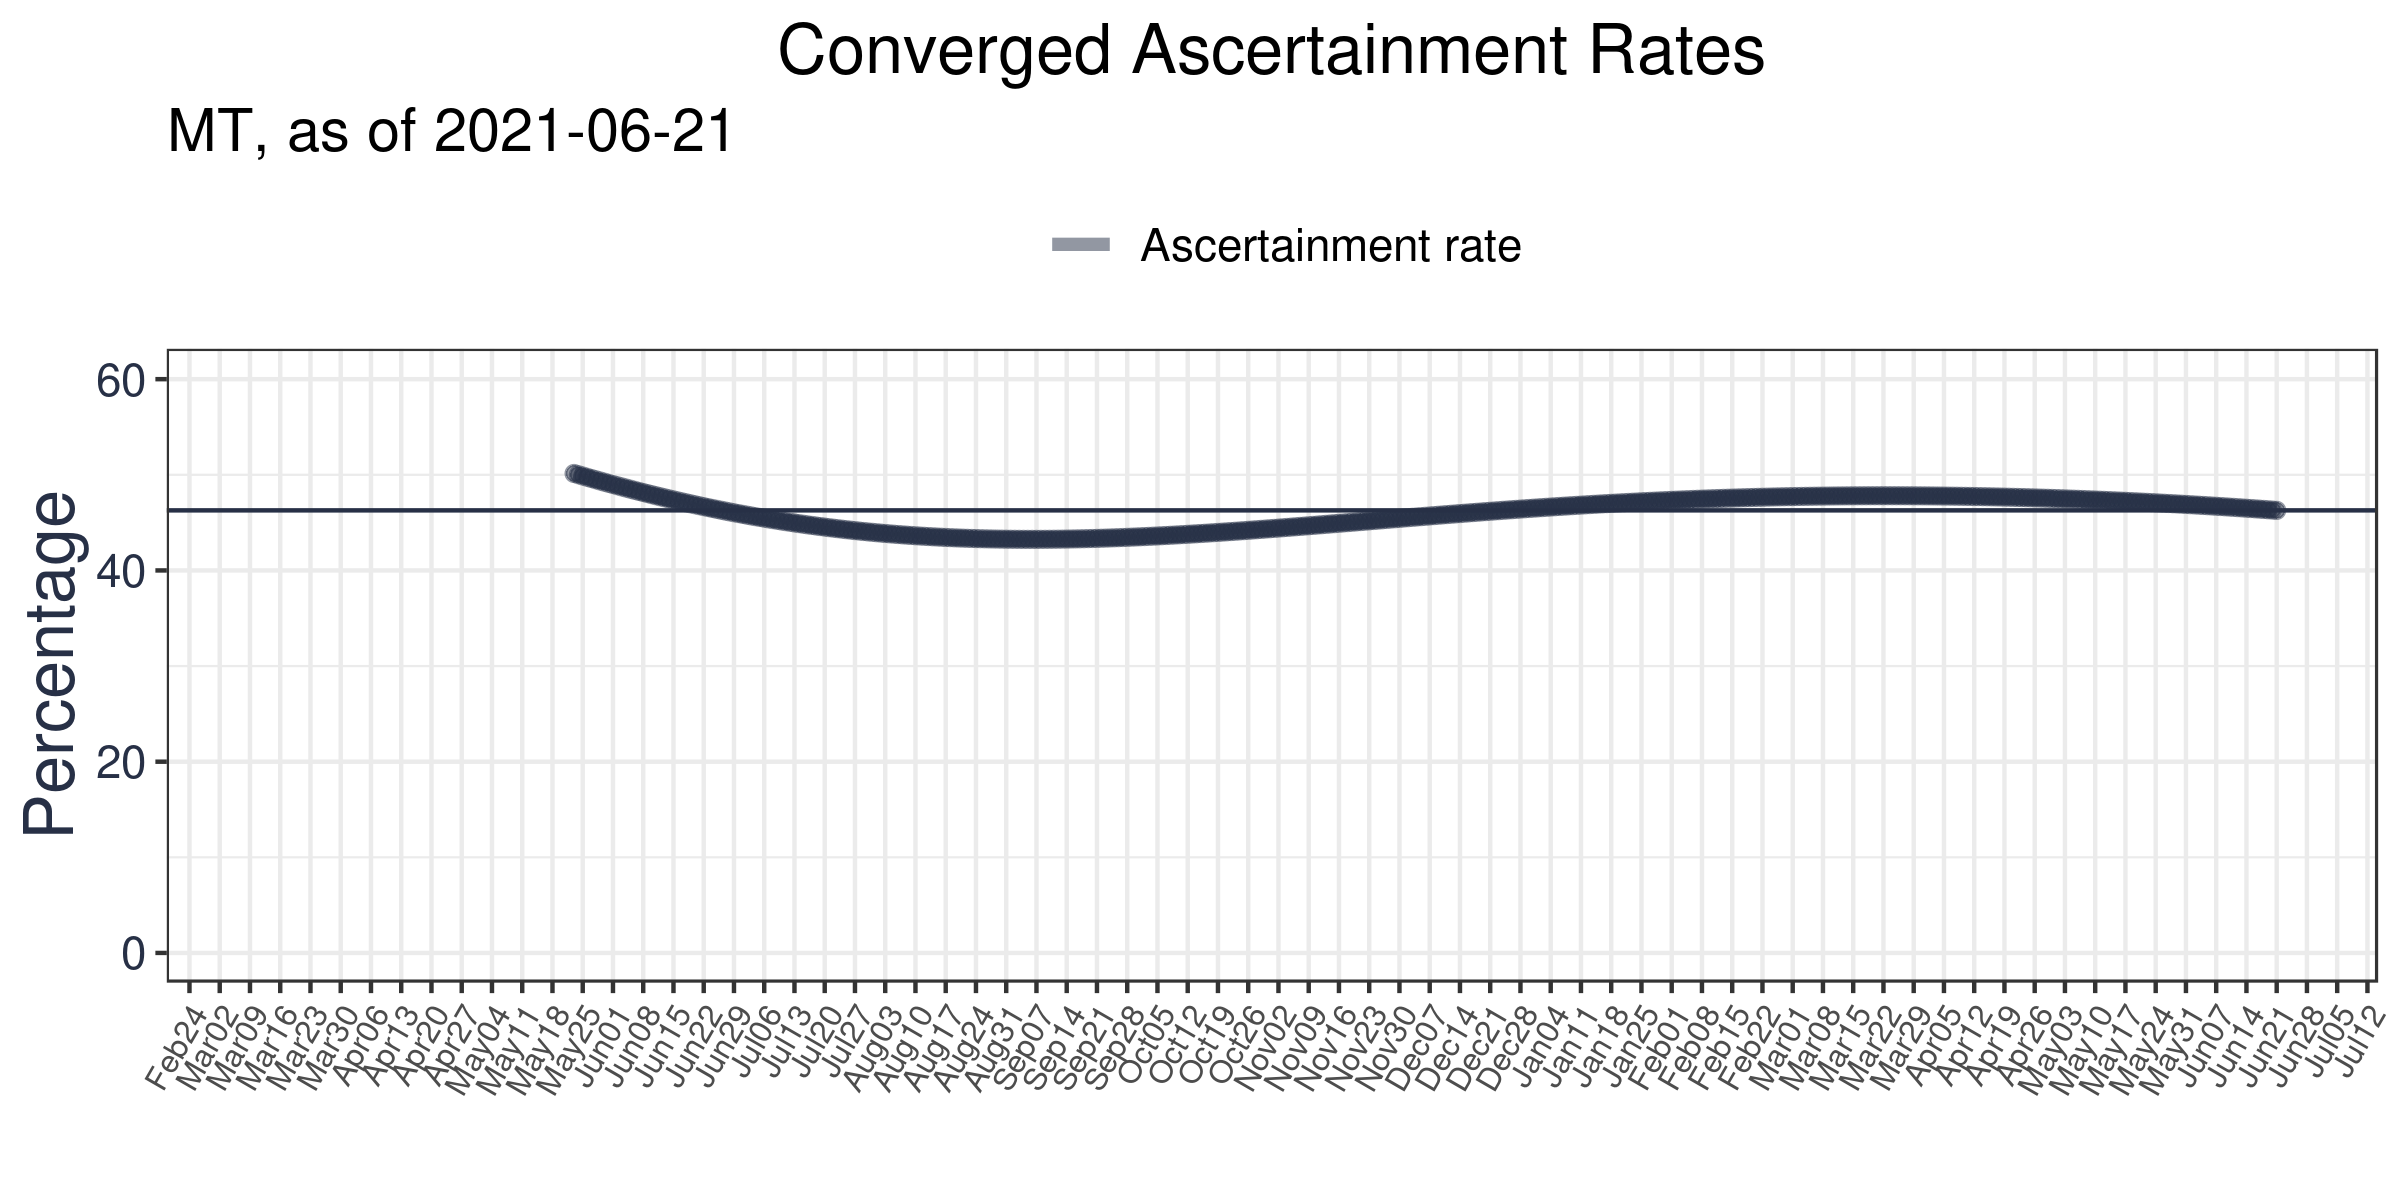 Converged Ascertainment Rates
MT, as of 2021-06-21
Ascertainment rate
Percentage
60
40
20
0
Feb24 Mar02 Mar09 Mar16 Mar23 Mar30 Apr06 Apr13 Apr20 Apr27 May04 May11 May18 May25 Jun01 Jun08 Jun15 Jun22 Jun29 Jul06 Jul13 Jul20 Jul27 Aug03 Aug10 Aug17 Aug24 Aug31 Sep07 Sep14 Sep21 Sep28 Oct05 Oct12 Oct19 Oct26 Nov02 Nov09 Nov16 Nov23 Nov30 Dec07 Dec14 Dec21 Dec28 Jan04 Jan11 Jan18 Jan25 Feb01 Feb08 Feb15 Feb22 Mar01 Mar08 Mar15 Mar22 Mar29 Apr05 Apr12 Apr19 Apr26 May03 May10 May17 May24 May31 Jun07 Jun14 Jun21 Jun28 Jul05 Jul12